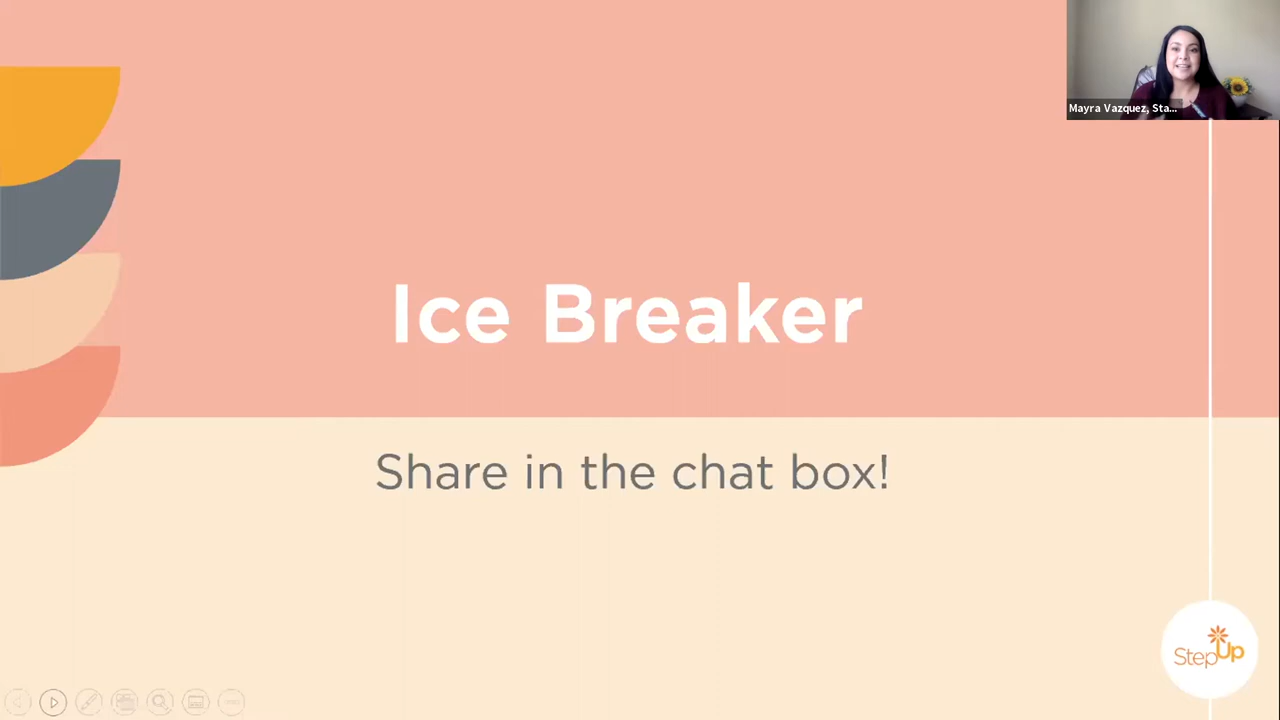 Mayra Vazquez, Sta...
Ice Breaker
Share in the chat box!
StepUp